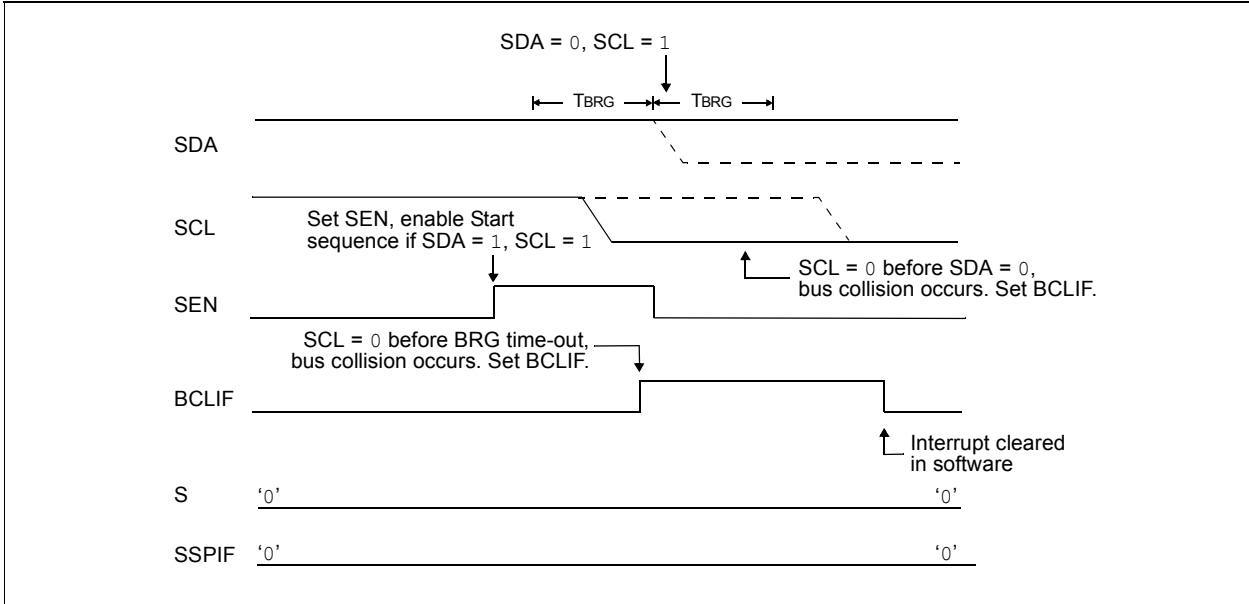 SDA = 0, SCL = 1
TBRG TBRG
SDA
SCL
Set SEN, enable Start
sequence if SDA = 1, SCL = 1
SCL = 0 before SDA = 0,
bus collision occurs. Set BCLIF.
SEN
SCL = 0 before BRG time-out,
bus collision occurs. Set BCLIF.
BCLIF
Interrupt cleared
in software
S ‘0’ ‘0’
SSPIF ‘0’ ‘0’